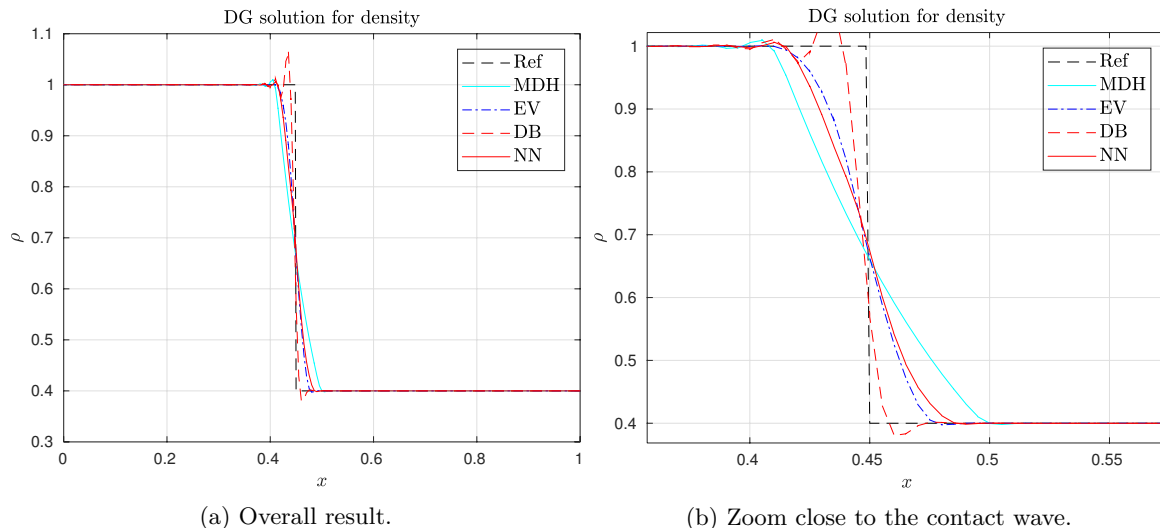 DG solution for density
1.1
1
0.9
0.8
0.7
0.6
0.5
0.4
0.3
ρ
0
0.2
0.4
0.6
0.8
1
x
Ref
MDH
EV
DB
NN
(a) Overall result.
DG solution for density
1
0.9
0.8
0.7
0.6
0.5
0.4
ρ
0.4
0.45
0.5
0.55
x
Ref
MDH
EV
DB
NN
(b) Zoom close to the contact wave.